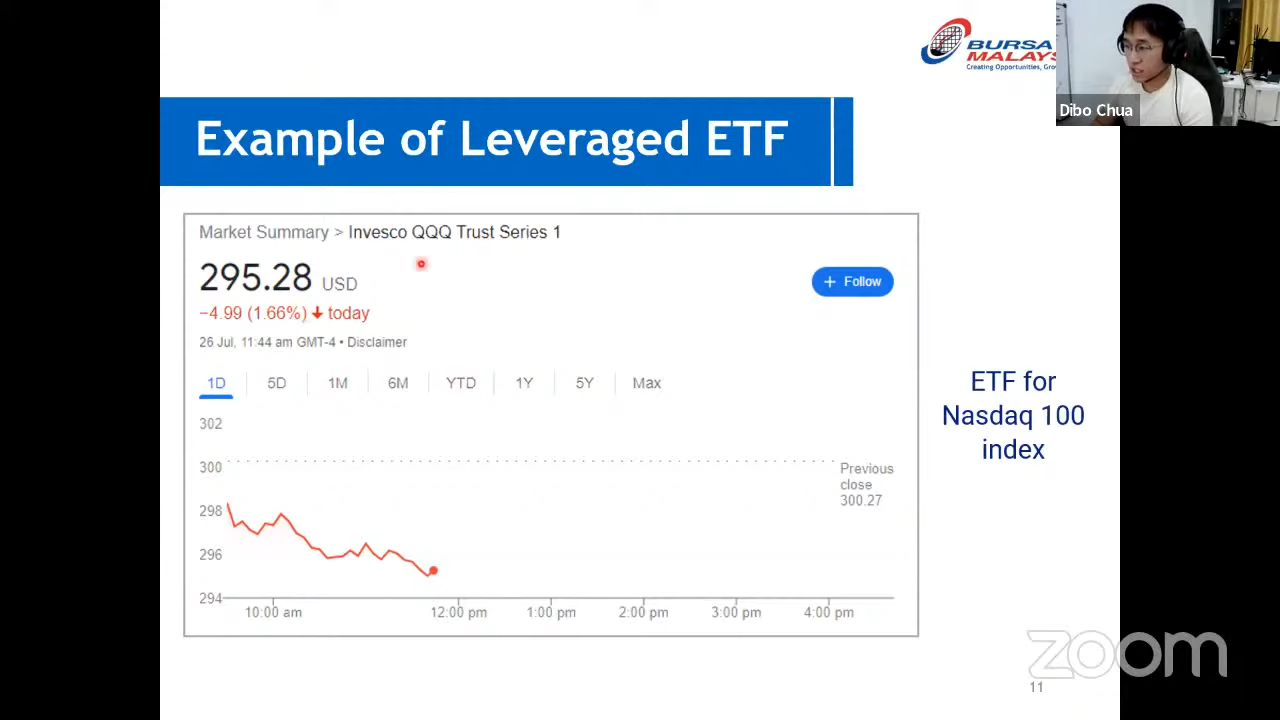 BURSA
MALAYS
Creating Opportunities, Gro
Dibo Chua
Example of Leveraged ETF
Market Summary > Invesco QQQ Trust Series 1
295.28 USD
+ Follow
−4.99 (1.66%) ↓ today
26 Jul, 11:44 am GMT-4 • Disclaimer
1D 5D 1M 6M YTD 1Y 5Y Max
302
300
298
296
294
Previous
close
300.27
10:00 am 12:00 pm 1:00 pm 2:00 pm 3:00 pm 4:00 pm
ETF for
Nasdaq 100
index
zoom
11